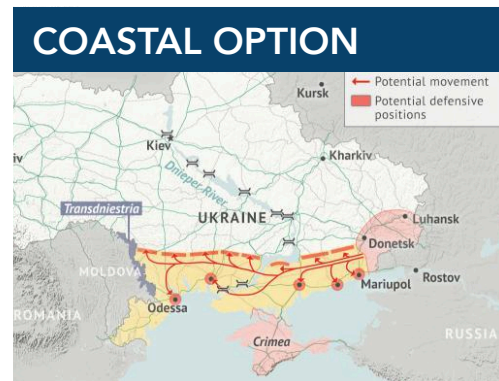 COASTAL OPTION
Potential movement
Potential defensive
positions
Kursk
iv
Kiev
Kharkiv
Dnieper River
Transdniestria
UKRAINE
Luhansk
Donetsk
MOLDOVA
Mariupol
Rostov
Odessa
ROMANIA
Crimea
RUSSIA